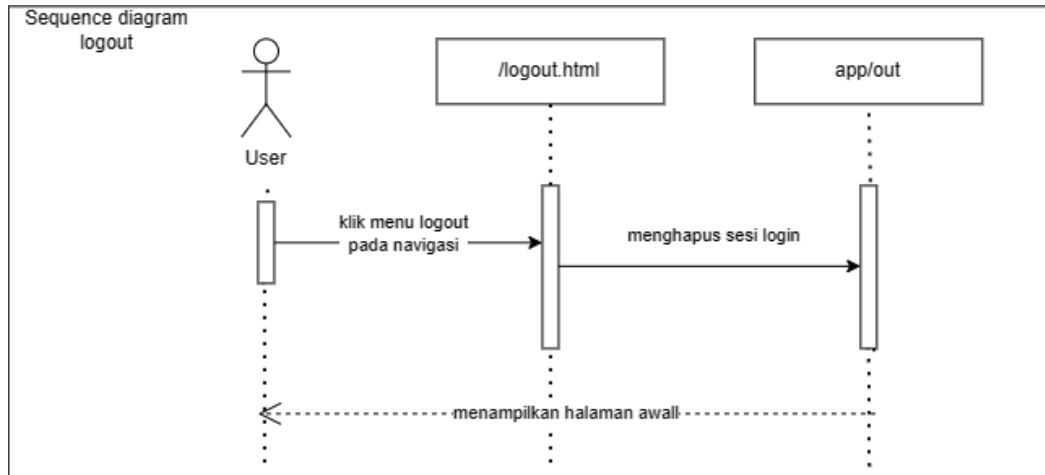 Sequence diagram
logout
/logout.html
app/out
User
klik menu logout
pada navigasi
menghapus sesi login
menampilkan halaman awall